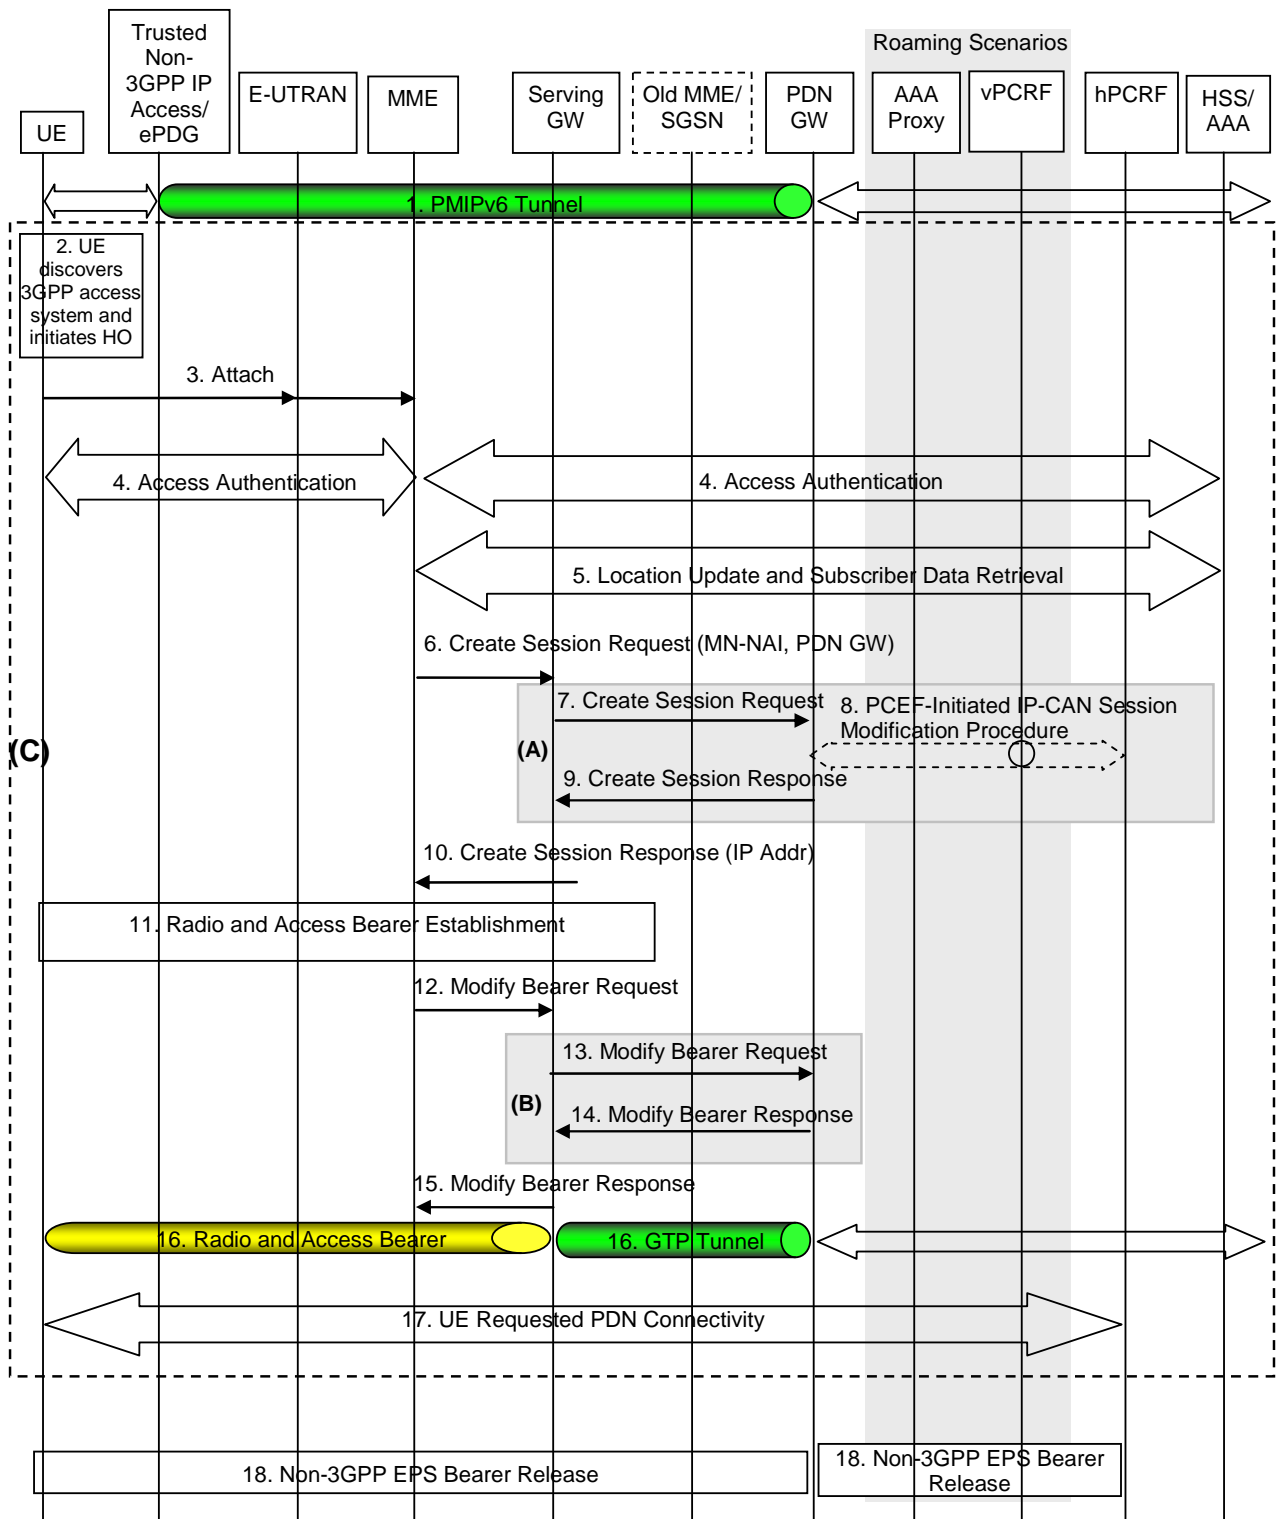 Roaming Scenarios
UE
Trusted
Non-
3GPP IP
Access/
ePDG
E-UTRAN
MME
Serving
GW
Old MME/
SGSN
PDN
GW
AAA
Proxy
vPCRF
hPCRF
HSS/
AAA
1. PMIPv6 Tunnel
2. UE
discovers
3GPP access
system and
initiates HO
3. Attach
4. Access Authentication
4. Access Authentication
5. Location Update and Subscriber Data Retrieval
6. Create Session Request (MN-NAI, PDN GW)
7. Create Session Request
8. PCEF-Initiated IP-CAN Session
Modification Procedure
(C)
(A)
9. Create Session Response
10. Create Session Response (IP Addr)
11. Radio and Access Bearer Establishment
12. Modify Bearer Request
13. Modify Bearer Request
(B)
14. Modify Bearer Response
15. Modify Bearer Response
16. Radio and Access Bearer
16. GTP Tunnel
17. UE Requested PDN Connectivity
18. Non-3GPP EPS Bearer Release
18. Non-3GPP EPS Bearer
Release